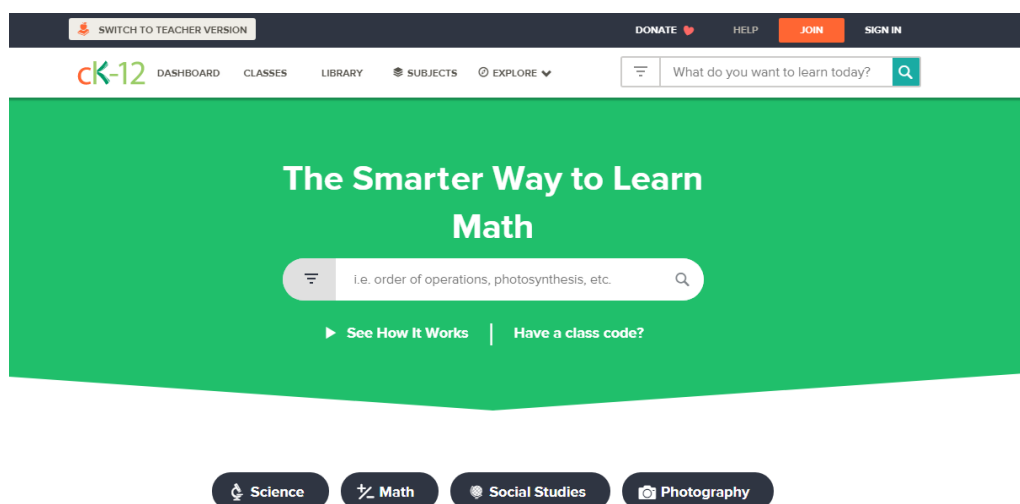 SWITCH TO TEACHER VERSION DONATE HELP JOIN SIGN IN
cK-12 DASHBOARD CLASSES LIBRARY SUBJECTS EXPLORE What do you want to learn today?
The Smarter Way to Learn
Math
i.e. order of operations, photosynthesis, etc.
See How It Works | Have a class code?
Science +/- Math Social Studies Photography